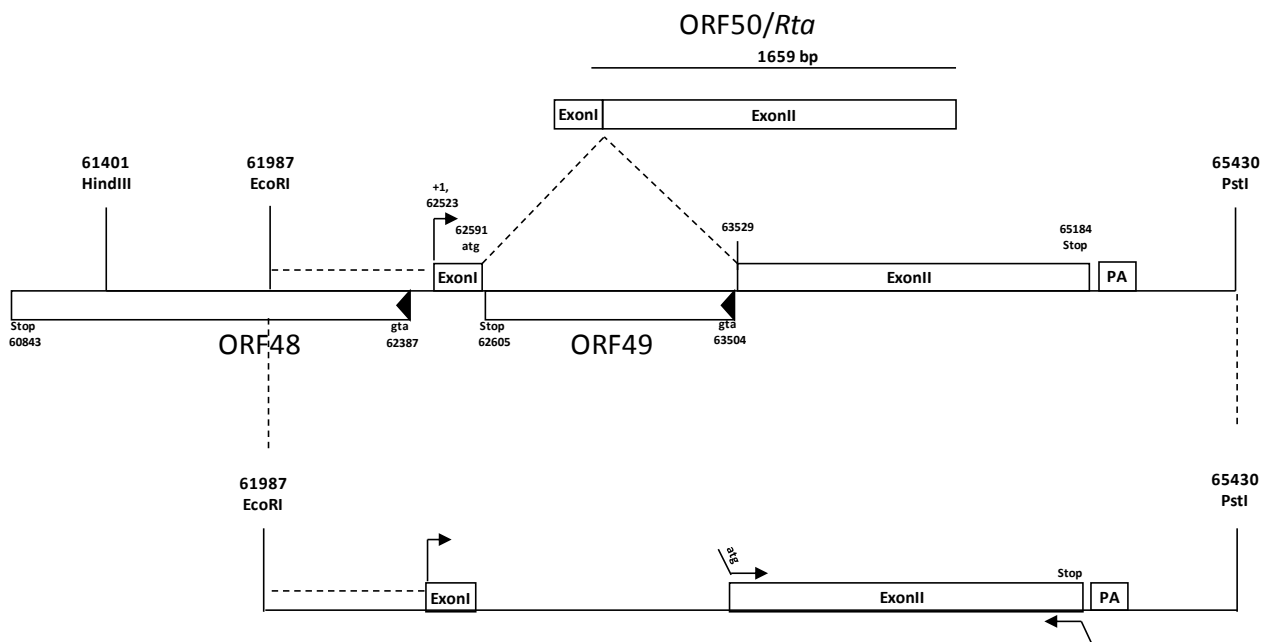 ORF50/Rta
1659 bp
ExonI
ExonII
61401
HindIII
61987
EcoRI
+1,
62523
62591
atg
63529
65184
Stop
65430
PstI
ExonI
ExonII
PA
Stop
60843
ORF48
gta
62387
Stop
62605
ORF49
gta
63504
61987
EcoRI
65430
PstI
atg
Stop
ExonI
ExonII
PA